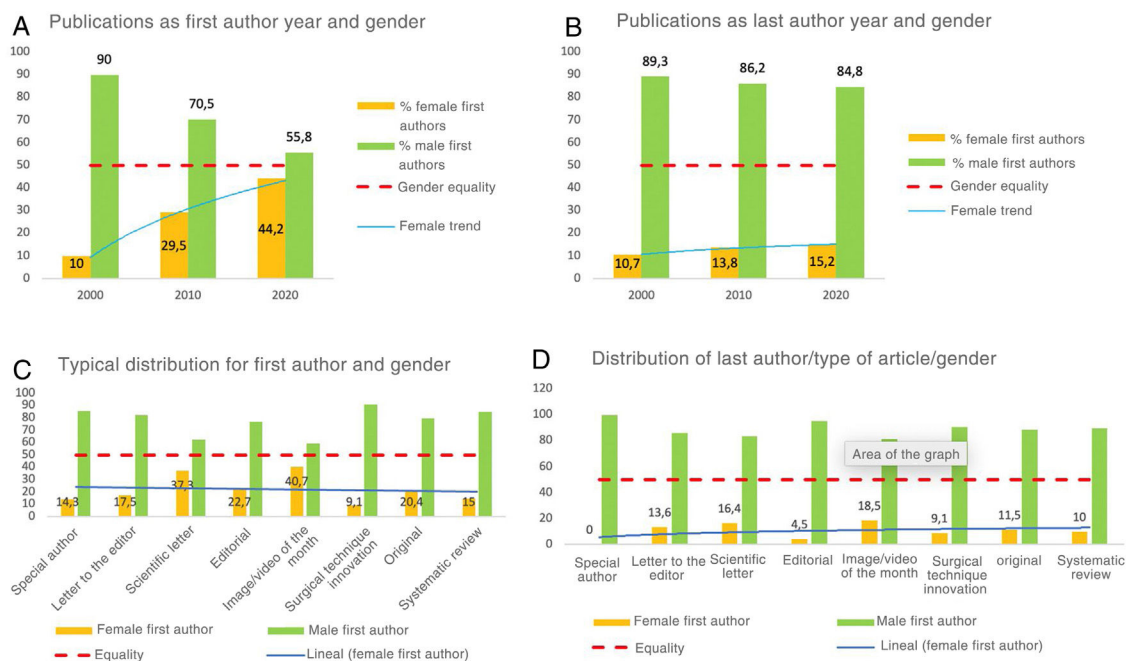 A Publications as first author year and gender
100
90
80
70
60
50
40
30
20
10
0
90
70,5
55,8
10
29,5
44,2
2000 2010 2020
% female first
authors
% male first
authors
Gender equality
Female trend
B Publications as last author year and gender
100
90
80
70
60
50
40
30
20
10
0
89,3
86,2
84,8
10,7
13,8
15,2
2000 2010 2020
% female first authors
% male first authors
Gender equality
Female trend
C Typical distribution for first author and gender
100
90
80
70
60
50
40
30
20
10
0
14,3
17,5
37,3
22,7
40,7
9,1
20,4
15
Special author
Letter to the editor
Scientific letter
Editorial
Image/video of the
month
Surgical technique
innovation
Original
Systematic review
Female first author
Male first author
Equality
Lineal (female first author)
D Distribution of last author/type of article/gender
120
100
80
60
40
20
0
Area of the graph
0
13,6
16,4
4,5
18,5
9,1
11,5
10
Special
author
Letter to the
editor
Scientific
letter
Editorial
Image/video
of the month
Surgical
technique
innovation
original
Systematic
review
Female first author
Male first author
Equality
Lineal (female first author)